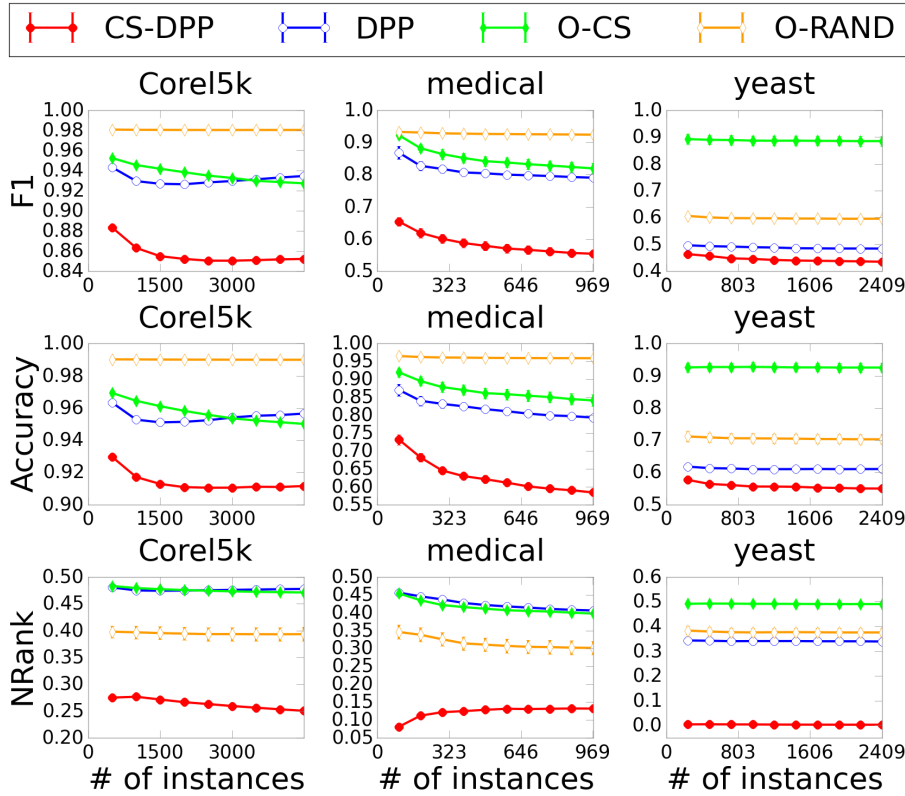 CS-DPP DPP O-CS O-RAND
Corel5k medical yeast
F1
1.00 0.98 0.96 0.94 0.92 0.90 0.88 0.86 0.84
0 1500 3000
1.0 0.9 0.8 0.7 0.6 0.5
0 323 646 969
1.0 0.9 0.8 0.7 0.6 0.5 0.4
0 803 1606 2409
Corel5k medical yeast
Accuracy
1.00 0.98 0.96 0.94 0.92 0.90
0 1500 3000
1.00 0.95 0.90 0.85 0.80 0.75 0.70 0.65 0.60 0.55
0 323 646 969
1.0 0.9 0.8 0.7 0.6 0.5
0 803 1606 2409
Corel5k medical yeast
NRank
0.50 0.45 0.40 0.35 0.30 0.25 0.20
0 1500 3000
0.50 0.45 0.40 0.35 0.30 0.25 0.20 0.15 0.10 0.05
0 323 646 969
0.6 0.5 0.4 0.3 0.2 0.1 0.0
0 803 1606 2409
# of instances # of instances # of instances